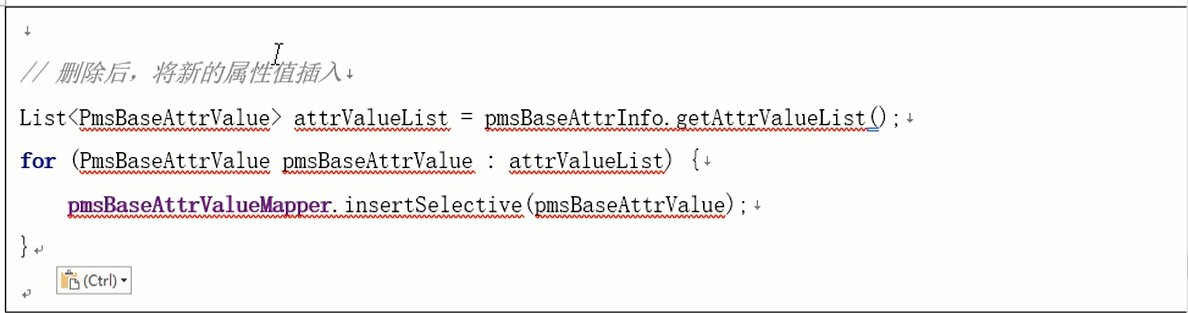 // 删除后，将新的属性值插入
List<PmsBaseAttrValue> attrValueList = pmsBaseAttrInfo.getAttrValueList();
for (PmsBaseAttrValue pmsBaseAttrValue : attrValueList) {
    pmsBaseAttrValueMapper.insertSelective(pmsBaseAttrValue);
}
(Ctrl)